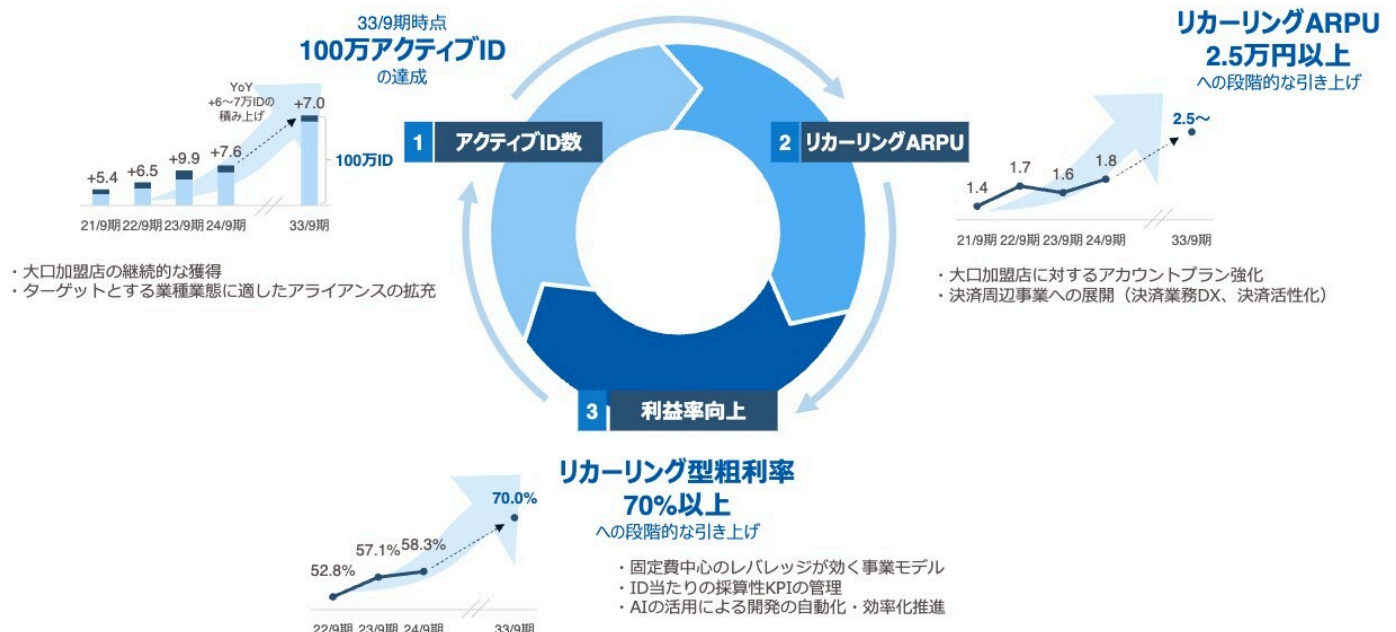 33/9期時点
100万アクティブID
の達成
YoY
+6〜7万IDの
積み上げ
+7.0
+5.4
+6.5
+9.9
+7.6
100万ID
21/9期 22/9期 23/9期 24/9期 33/9期
・大口加盟店の継続的な獲得
・ターゲットとする業種業態に適したアライアンスの拡充
1 アクティブID数
2 リカーリングARPU
リカーリングARPU
2.5万円以上
への段階的な引き上げ
2.5〜
1.4
1.7
1.6
1.8
21/9期 22/9期 23/9期 24/9期 33/9期
・大口加盟店に対するアカウントプラン強化
・決済周辺事業への展開（決済業務DX、決済活性化）
3 利益率向上
リカーリング型粗利率
70%以上
への段階的な引き上げ
70.0%
52.8%
57.1%
58.3%
22/9期 23/9期 24/9期 33/9期
・固定費中心のレバレッジが効く事業モデル
・ID当たりの採算性KPIの管理
・AIの活用による開発の自動化・効率化推進